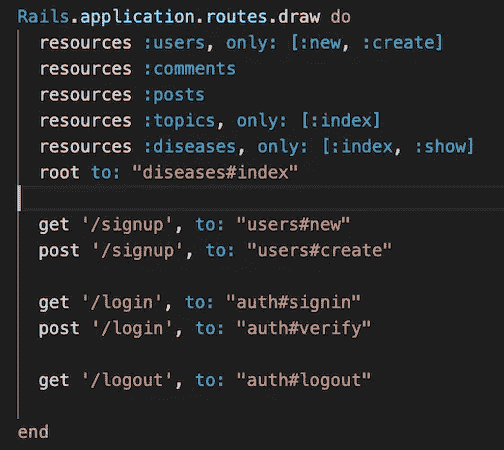 Rails.application.routes.draw do
resources :users, only: [:new, :create]
resources :comments
resources :posts
resources :topics, only: [:index]
resources :diseases, only: [:index, :show]
root to: "diseases#index"
get '/signup', to: "users#new"
post '/signup', to: "users#create"
get '/login', to: "auth#signin"
post '/login', to: "auth#verify"
get '/logout', to: "auth#logout"
end